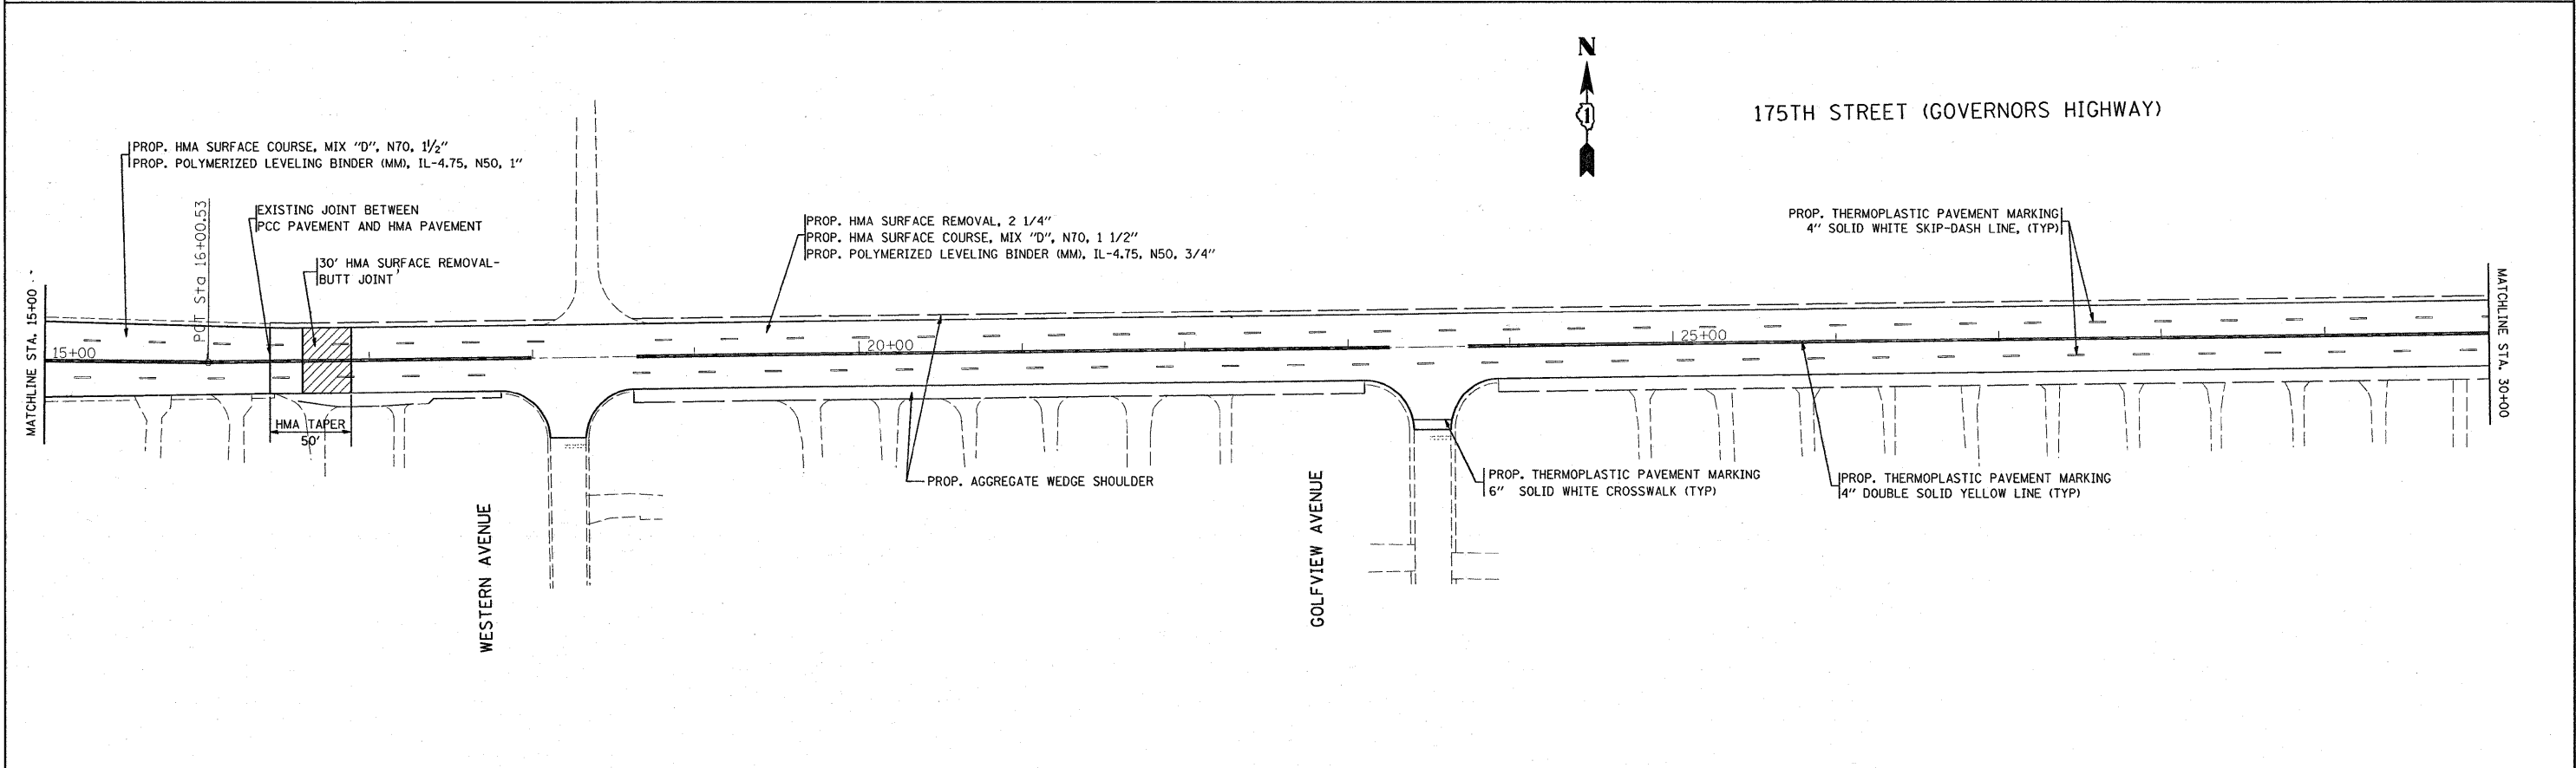 N
1
175TH STREET (GOVERNORS HIGHWAY)
PROP. HMA SURFACE COURSE, MIX "D", N70, 1 1/2"
PROP. POLYMERIZED LEVELING BINDER (MM), IL-4.75, N50, 1"
POT Sta 16+00.53
EXISTING JOINT BETWEEN
PCC PAVEMENT AND HMA PAVEMENT
30' HMA SURFACE REMOVAL-
BUTT JOINT
PROP. HMA SURFACE REMOVAL, 2 1/4"
PROP. HMA SURFACE COURSE, MIX "D", N70, 1 1/2"
PROP. POLYMERIZED LEVELING BINDER (MM), IL-4.75, N50, 3/4"
PROP. THERMOPLASTIC PAVEMENT MARKING
4" SOLID WHITE SKIP-DASH LINE, (TYP)
MATCHLINE STA. 15+00
15+00
20+00
25+00
MATCHLINE STA. 30+00
HMA TAPER
50'
PROP. AGGREGATE WEDGE SHOULDER
PROP. THERMOPLASTIC PAVEMENT MARKING
6" SOLID WHITE CROSSWALK (TYP)
PROP. THERMOPLASTIC PAVEMENT MARKING
4" DOUBLE SOLID YELLOW LINE (TYP)
WESTERN AVENUE
GOLFVIEW AVENUE